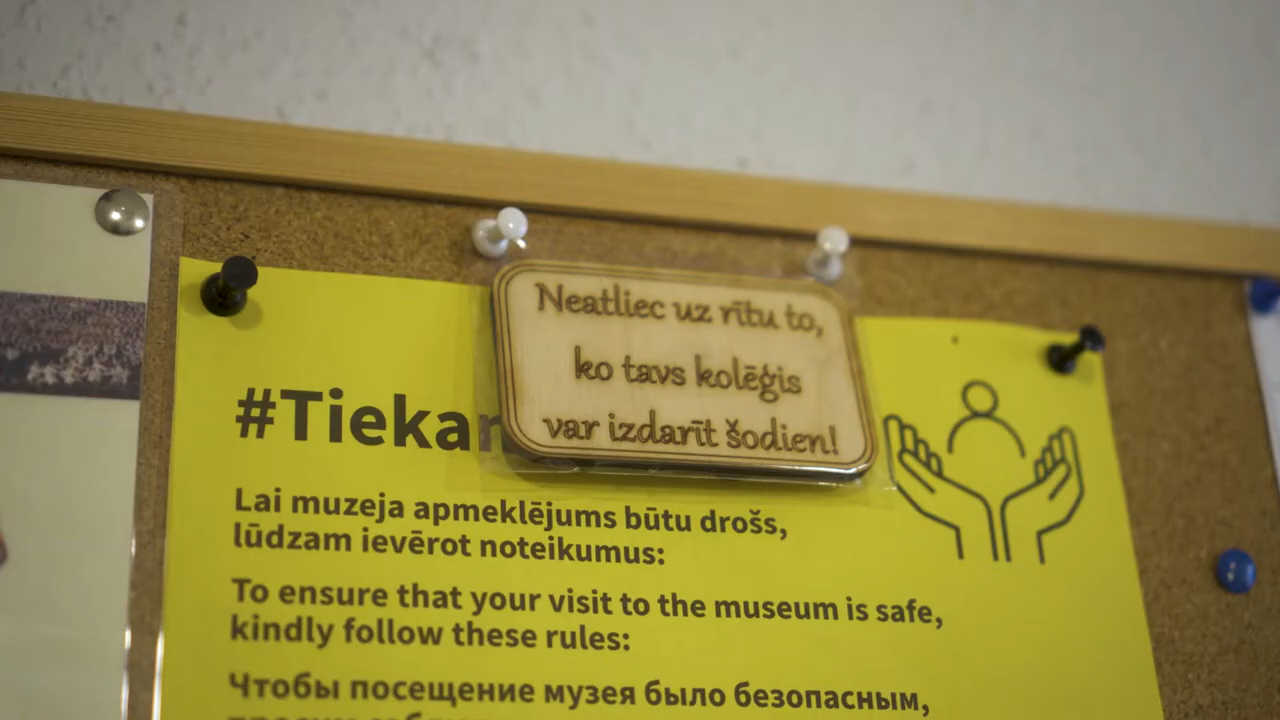 Neatliec uz rītu to,
ko tavs kolēģis
var izdarīt šodien!
#Tiekam
Lai muzeja apmeklējums būtu drošs,
lūdzam ievērot noteikumus:
To ensure that your visit to the museum is safe,
kindly follow these rules:
Чтобы посещение музея было безопасным,